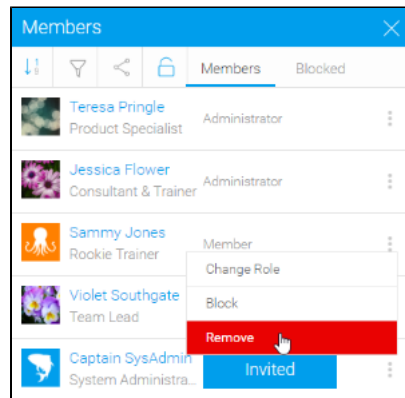 Members
Members Blocked
Teresa Pringle
Product Specialist
Administrator
Jessica Flower
Consultant & Trainer
Administrator
Sammy Jones
Rookie Trainer
Member
Change Role
Block
Remove
Violet Southgate
Team Lead
Captain SysAdmin
System Administra...
Invited